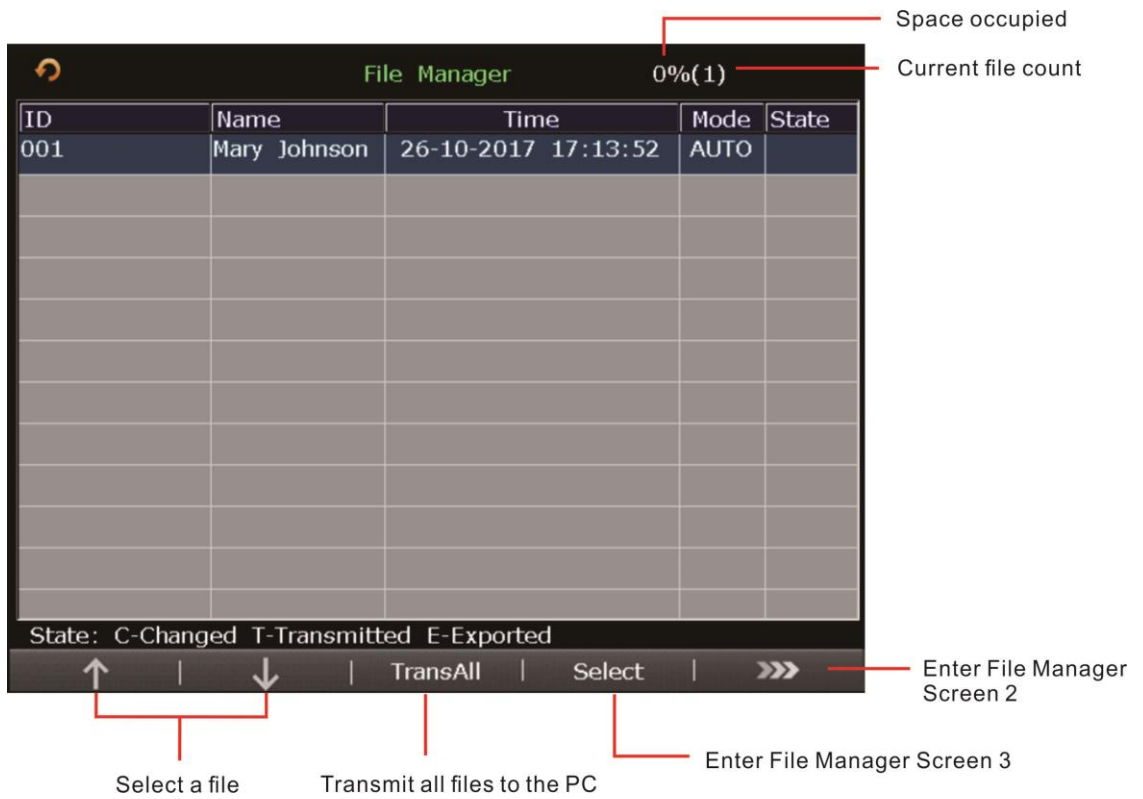 Space occupied
File Manager 0%(1)
Current file count
ID Name Time Mode State
001 Mary Johnson 26-10-2017 17:13:52 AUTO
State: C-Changed T-Transmitted E-Exported
TransAll | Select
Enter File Manager
Screen 2
Enter File Manager Screen 3
Select a file
Transmit all files to the PC